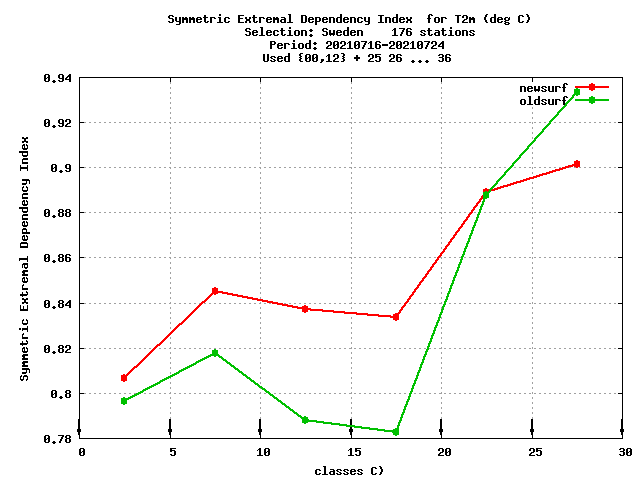 Symmetric Extremal Dependency Index  for T2m (deg C)
Selection: Sweden    176 stations
Period: 20210716-20210724
Used {00,12} + 25 26 ... 36
newsurf
oldsurf
0.94
0.92
0.9
0.88
0.86
0.84
0.82
0.8
0.78
Symmetric Extremal Dependency Index
0 5 10 15 20 25 30
classes C)